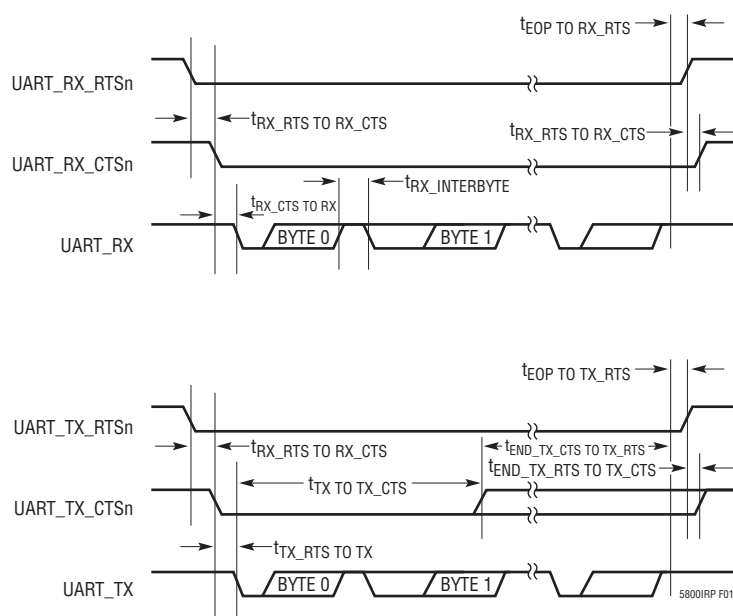 tEOP TO RX_RTS
UART_RX_RTSn
tRX_RTS TO RX_CTS
tRX_RTS TO RX_CTS
UART_RX_CTSn
tRX_INTERBYTE
tRX_CTS TO RX
UART_RX
BYTE 0
BYTE 1
tEOP TO TX_RTS
UART_TX_RTSn
tRX_RTS TO RX_CTS
tEND_TX_CTS TO TX_RTS
tEND_TX_RTS TO TX_CTS
tTX TO TX_CTS
UART_TX_CTSn
tTX_RTS TO TX
UART_TX
BYTE 0
BYTE 1
5800IRP F01